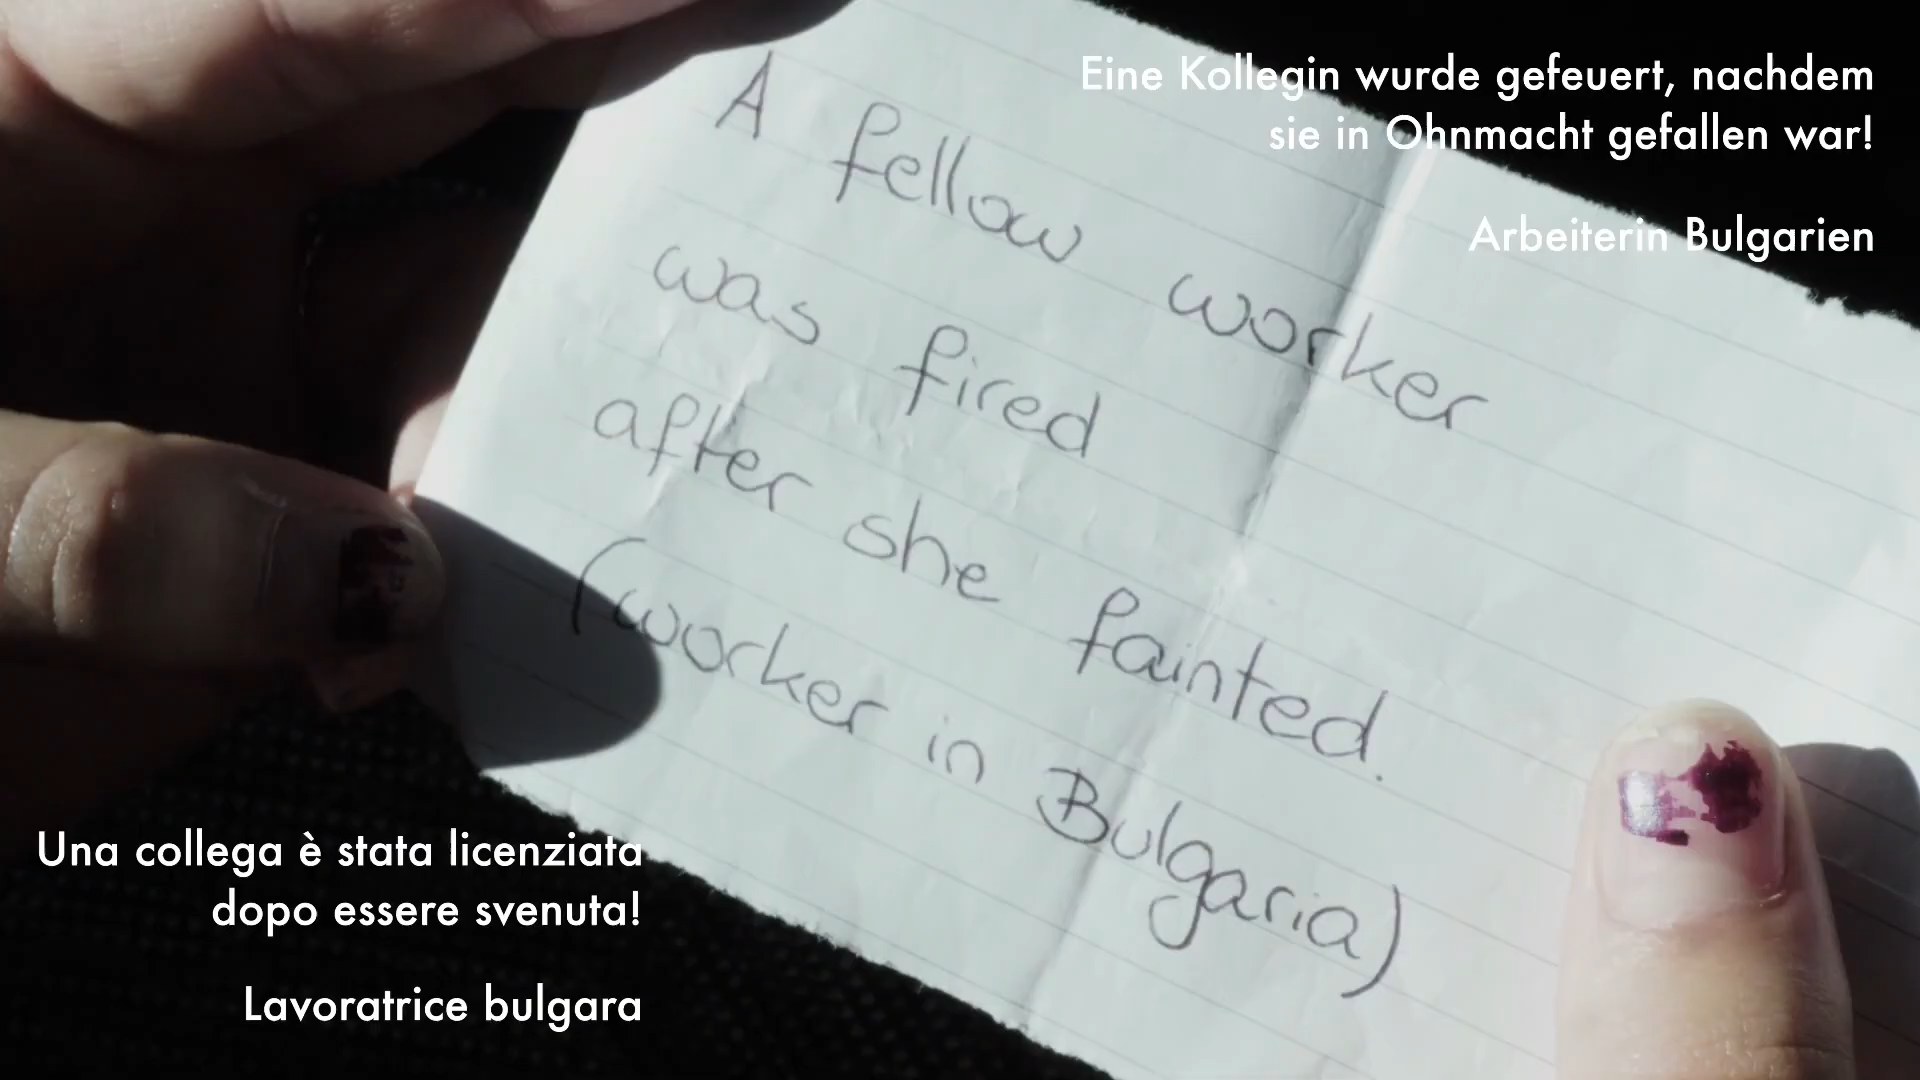 Eine Kollegin wurde gefeuert, nachdem
sie in Ohnmacht gefallen war!
Arbeiterin Bulgarien
A fellow worker
was fired
after she fainted.
(worker in Bulgaria)
Una collega è stata licenziata
dopo essere svenuta!
Lavoratrice bulgara